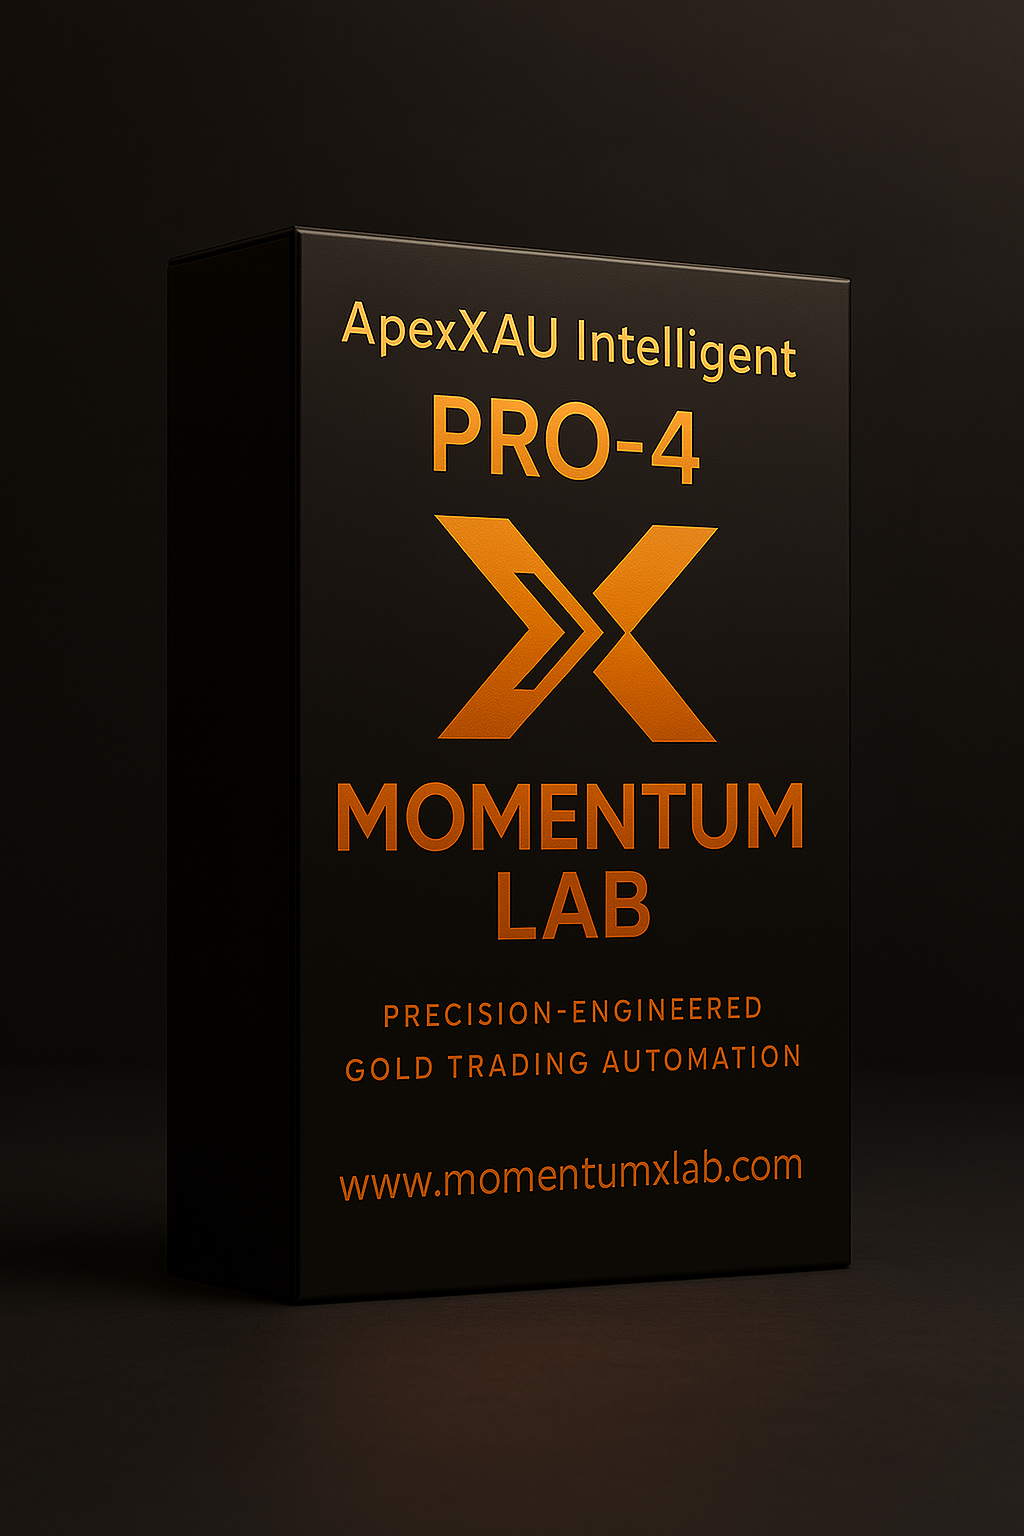 ApexXAU Intelligent
PRO-4
X
MOMENTUM
LAB
PRECISION-ENGINEERED
GOLD TRADING AUTOMATION
www.momentumxlab.com